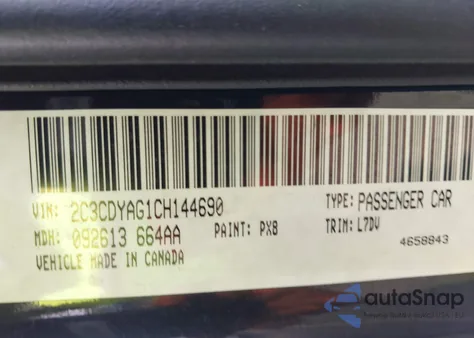 VIN: 2C3CDYAG1CH144690 TYPE: PASSENGER CAR
MDH: 092613 664AA PAINT: PX8 TRIM: L7DV
VEHICLE MADE IN CANADA 4658843
autoSnap